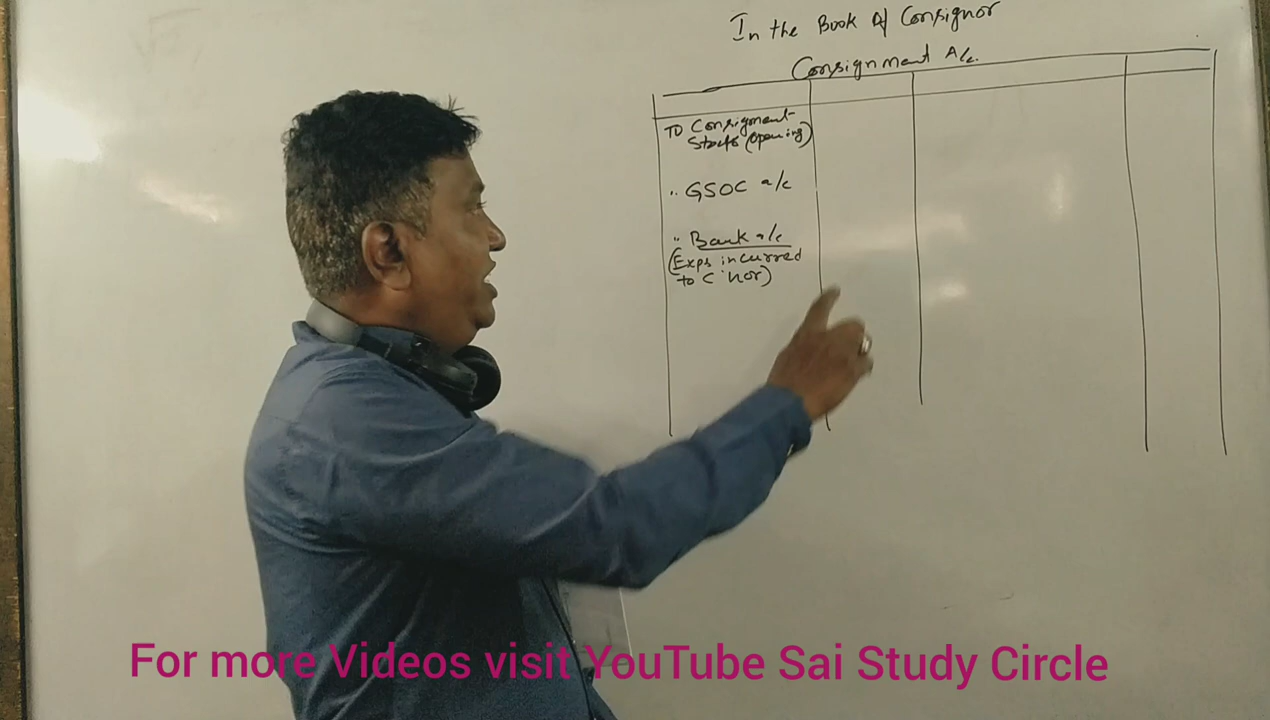 In the Book of Consignor
Consignment A/c.
To Consignment
Stock (Opening)
" GSOC a/c
" Bank a/c
(Exps incurred
to C'nor)
For more Videos visit YouTube Sai Study Circle